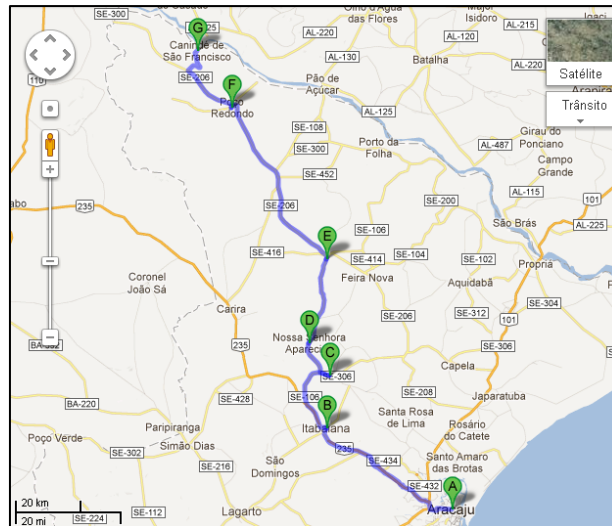 SE-300
Canindé de
São Francisco
G
SE-206
F
Poço
Redondo
Olho d'Água
das Flores
Major
Isidoro
AL-120
AL-220
AL-220
AL-130
Batalha
Pão de
Açúcar
AL-125
Satélite
Trânsito
110
SE-108
SE-300
Porto da
Folha
AL-487
Girau do
Ponciano
Campo
Grande
SE-452
AL-115
235
SE-206
SE-200
São Brás
AL-225
E
SE-106
SE-416
SE-414
SE-104
SE-102
Propria
Feira Nova
Coronel
João Sá
Aquidabã
SE-304
Carira
SE-312
101
D
SE-206
Nossa Senhora
Aparecida
235
C
SE-306
Capela
Japaratuba
101
SE-106
SE-208
BA-220
SE-428
B
Itabaiana
Santa Rosa
de Lima
Rosário
do Catete
Paripiranga
Poço Verde
Simão Dias
235
SE-302
SE-434
Santo Amaro
das Brotas
SE-216
São
Domingos
SE-432
A
Aracaju
20 km
20 mi
SE-112
SE-224
Lagarto